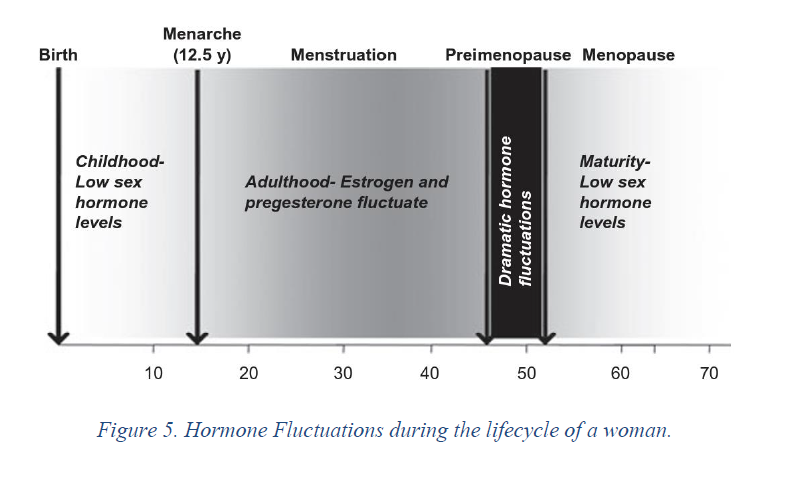 Menarche
Birth (12.5 y) Menstruation Preimenopause Menopause
Childhood-
Low sex
hormone
levels
Adulthood- Estrogen and
pregesterone fluctuate
Dramatic hormone
fluctuations
Maturity-
Low sex
hormone
levels
10 20 30 40 50 60 70
Figure 5. Hormone Fluctuations during the lifecycle of a woman.